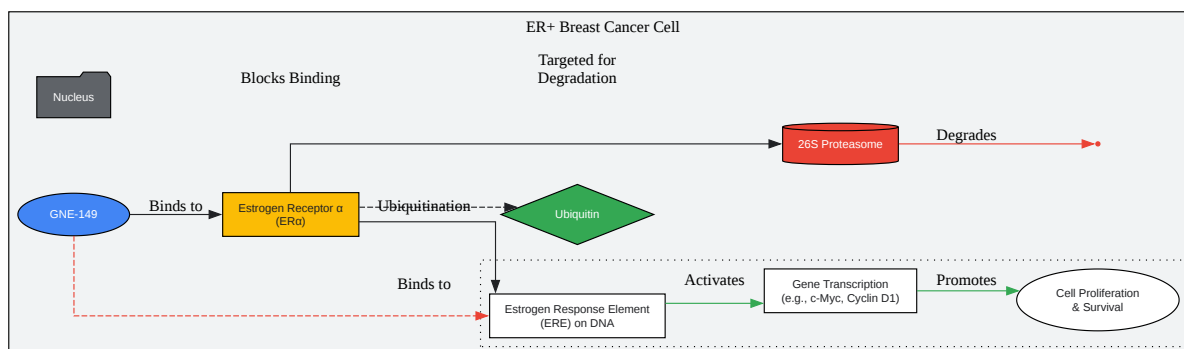 ER+ Breast Cancer Cell
Targeted for
Degradation
Blocks Binding
Nucleus
26S Proteasome
Degrades
GNE-149
Binds to
Estrogen Receptor α
(ERα)
Ubiquitination
Ubiquitin
Binds to
Estrogen Response Element
(ERE) on DNA
Activates
Gene Transcription
(e.g., c-Myc, Cyclin D1)
Promotes
Cell Proliferation
& Survival